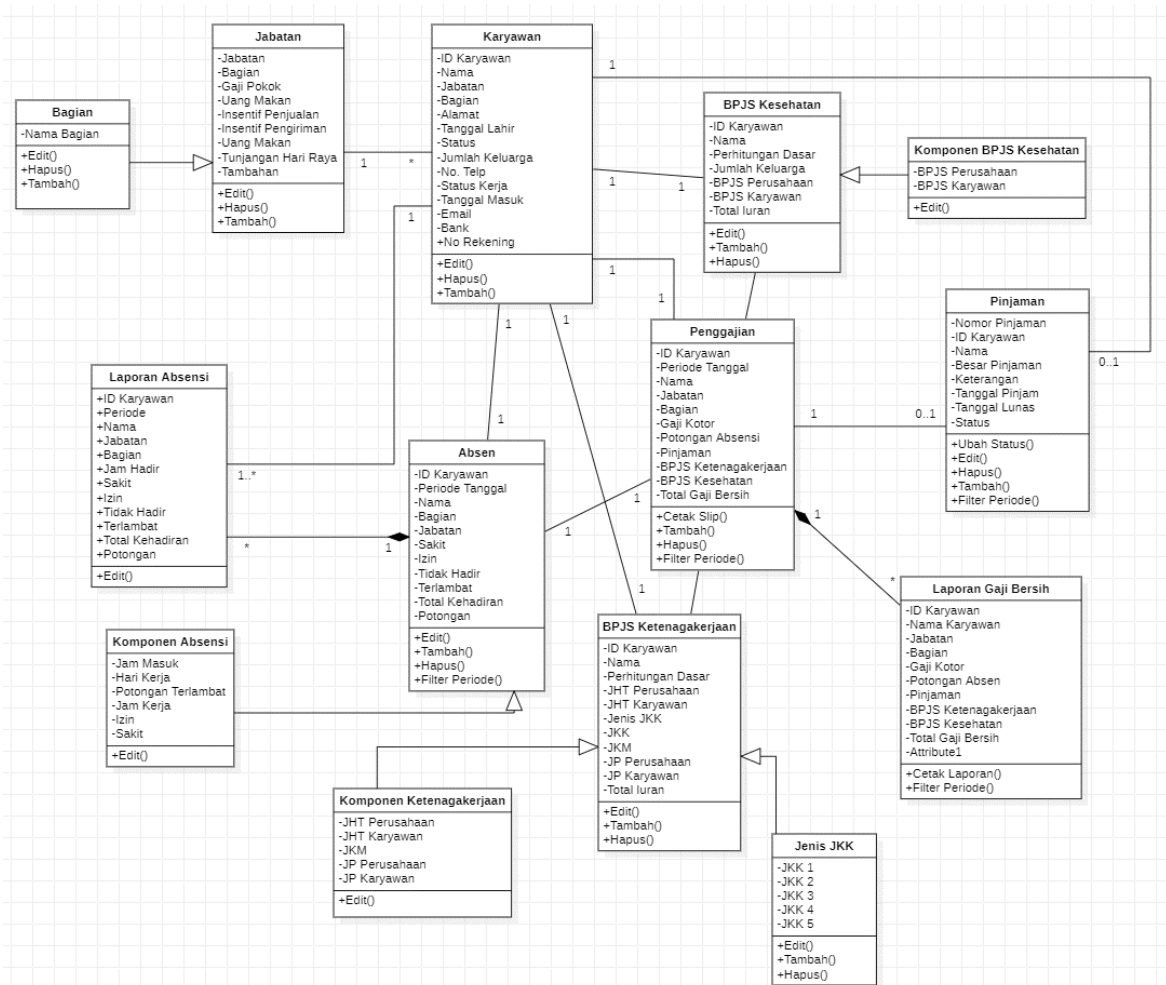 Bagian
-Nama Bagian
+Edit()
+Hapus()
+Tambah()
Jabatan
-Jabatan
-Bagian
-Gaji Pokok
-Uang Makan
-Insentif Penjualan
-Insentif Pengiriman
-Uang Makan
-Tunjangan Hari Raya
-Tambahan
+Edit()
+Hapus()
+Tambah()
1
*
Karyawan
-ID Karyawan
-Nama
-Jabatan
-Bagian
-Alamat
-Tanggal Lahir
-Status
-Jumlah Keluarga
-No. Telp
-Status Kerja
-Tanggal Masuk
-Email
-Bank
+No Rekening
+Edit()
+Hapus()
+Tambah()
1
1
1
1
1
1
1
1
BPJS Kesehatan
-ID Karyawan
-Nama
-Perhitungan Dasar
-Jumlah Keluarga
-BPJS Perusahaan
-BPJS Karyawan
-Total Iuran
+Edit()
+Tambah()
+Hapus()
Komponen BPJS Kesehatan
-BPJS Perusahaan
-BPJS Karyawan
+Edit()
Penggajian
-ID Karyawan
-Periode Tanggal
-Nama
-Jabatan
-Bagian
-Gaji Kotor
-Potongan Absensi
-Pinjaman
-BPJS Ketenagakerjaan
-BPJS Kesehatan
-Total Gaji Bersih
+Cetak Slip()
+Tambah()
+Hapus()
+Filter Periode()
1
0..1
Pinjaman
-Nomor Pinjaman
-ID Karyawan
-Nama
-Besar Pinjaman
-Keterangan
-Tanggal Pinjam
-Tanggal Lunas
-Status
+Ubah Status()
+Edit()
+Hapus()
+Tambah()
+Filter Periode()
0..1
Laporan Absensi
+ID Karyawan
+Periode
+Nama
+Jabatan
+Bagian
+Jam Hadir
+Sakit
+Izin
+Tidak Hadir
+Terlambat
+Total Kehadiran
+Potongan
+Edit()
1..*
*
1
Absen
-ID Karyawan
-Periode Tanggal
-Nama
-Bagian
-Jabatan
-Sakit
-Izin
-Tidak Hadir
-Terlambat
-Total Kehadiran
-Potongan
+Edit()
+Tambah()
+Hapus()
+Filter Periode()
1
1
1
1
1
*
Laporan Gaji Bersih
-ID Karyawan
-Nama Karyawan
-Jabatan
-Bagian
-Gaji Kotor
-Potongan Absen
-Pinjaman
-BPJS Ketenagakerjaan
-BPJS Kesehatan
-Total Gaji Bersih
-Attribute1
+Cetak Laporan()
+Filter Periode()
Komponen Absensi
-Jam Masuk
-Hari Kerja
-Potongan Terlambat
-Jam Kerja
-Izin
-Sakit
+Edit()
BPJS Ketenagakerjaan
-ID Karyawan
-Nama
-Perhitungan Dasar
-JHT Perusahaan
-JHT Karyawan
-Jenis JKK
-JKK
-JKM
-JP Perusahaan
-JP Karyawan
-Total Iuran
+Edit()
+Tambah()
+Hapus()
Komponen Ketenagakerjaan
-JHT Perusahaan
-JHT Karyawan
-JKM
-JP Perusahaan
-JP Karyawan
+Edit()
Jenis JKK
-JKK 1
-JKK 2
-JKK 3
-JKK 4
-JKK 5
+Edit()
+Tambah()
+Hapus()